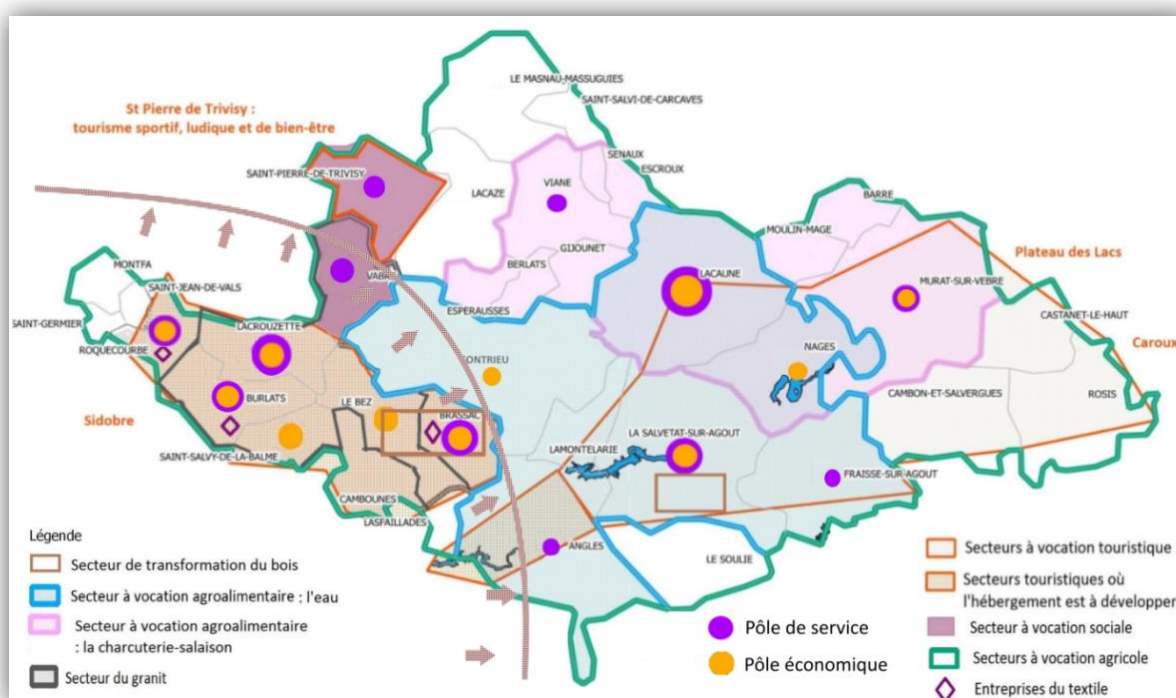 LE MASNAU-MASSUGUIES
SAINT-SALVI-DE-CARCAVES
St Pierre de Trivisy :
tourisme sportif, ludique et de bien-être
SENAUX
ESCROUX
SAINT-PIERRE-DE-TRIVISY
VIANE
LACAZE
BARRE
MOULIN-MAGE
GIJOUNET
BERLATS
Plateau des Lacs
MONTFA
VABR
LACAUNE
MURAT-SUR-VEBRE
SAINT-JEAN-DE-VALS
ESPERAUSSES
CASTANET-LE-HAUT
SAINT-GERMIER
LACROUZETTE
Caroux
ROQUECOURBE
NAGES
ONTRIEU
CAMBON-ET-SALVERGUES
ROSIS
BURLATS
LE BEZ
BRASSAC
Sidobre
LA SALVETAT-SUR-AGOUT
LAMONTELARIE
SAINT-SALVY-DE-LA-BALME
FRAISSE-SUR-AGOUT
CAMBOUNES
LASFAILLADES
ANGLES
LE SOULIE
Légende
Secteur de transformation du bois
Secteur à vocation agroalimentaire : l'eau
Secteur à vocation agroalimentaire
: la charcuterie-salaison
Secteur du granit
Pôle de service
Pôle économique
Secteurs à vocation touristique
Secteurs touristiques où
l'hébergement est à développer
Secteur à vocation sociale
Secteurs à vocation agricole
Entreprises du textile